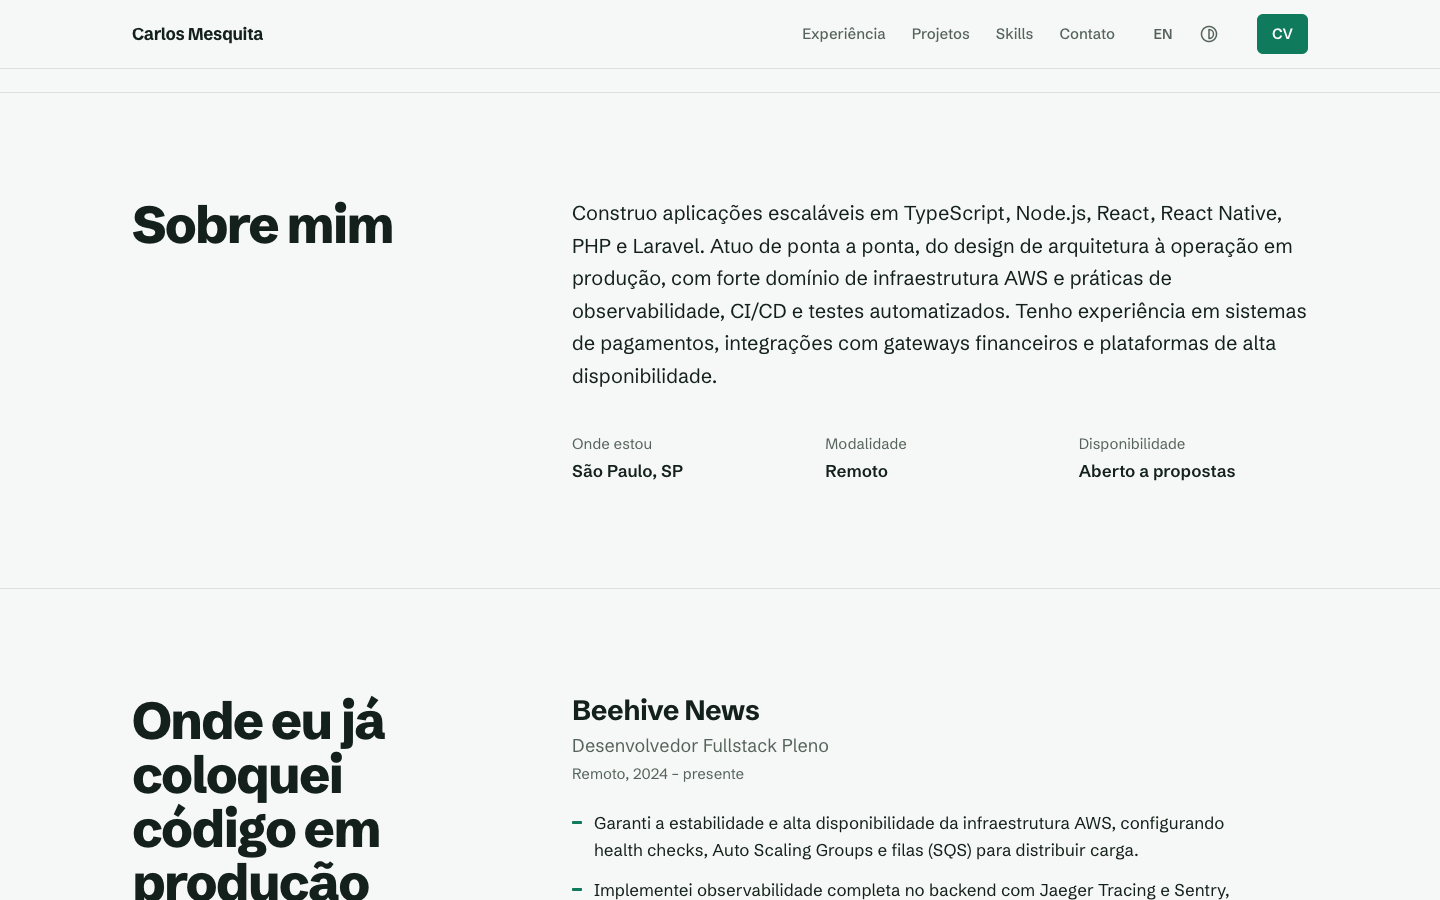 Carlos Mesquita
Experiência Projetos Skills Contato EN CV
Sobre mim
Construo aplicações escaláveis em TypeScript, Node.js, React, React Native,
PHP e Laravel. Atuo de ponta a ponta, do design de arquitetura à operação em
produção, com forte domínio de infraestrutura AWS e práticas de
observabilidade, CI/CD e testes automatizados. Tenho experiência em sistemas
de pagamentos, integrações com gateways financeiros e plataformas de alta
disponibilidade.
Onde estou
São Paulo, SP
Modalidade
Remoto
Disponibilidade
Aberto a propostas
Onde eu já
coloquei
código em
produção
Beehive News
Desenvolvedor Fullstack Pleno
Remoto, 2024 – presente
Garanti a estabilidade e alta disponibilidade da infraestrutura AWS, configurando
health checks, Auto Scaling Groups e filas (SQS) para distribuir carga.
Implementei observabilidade completa no backend com Jaeger Tracing e Sentry,